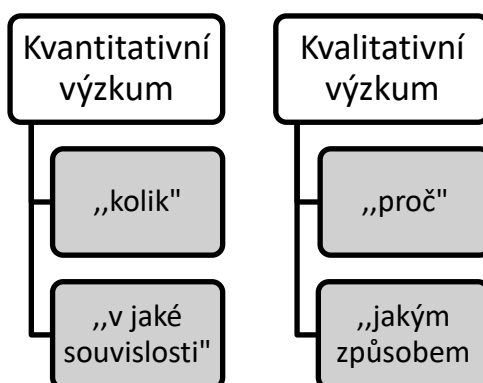 Kvantitativní
výzkum
,,kolik"
,,v jaké
souvislosti"
Kvalitativní
výzkum
,,proč"
,,jakým
způsobem